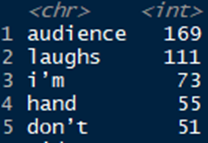 <chr> <int>
1 audience 169
2 laughs 111
3 i'm 73
4 hand 55
5 don't 51